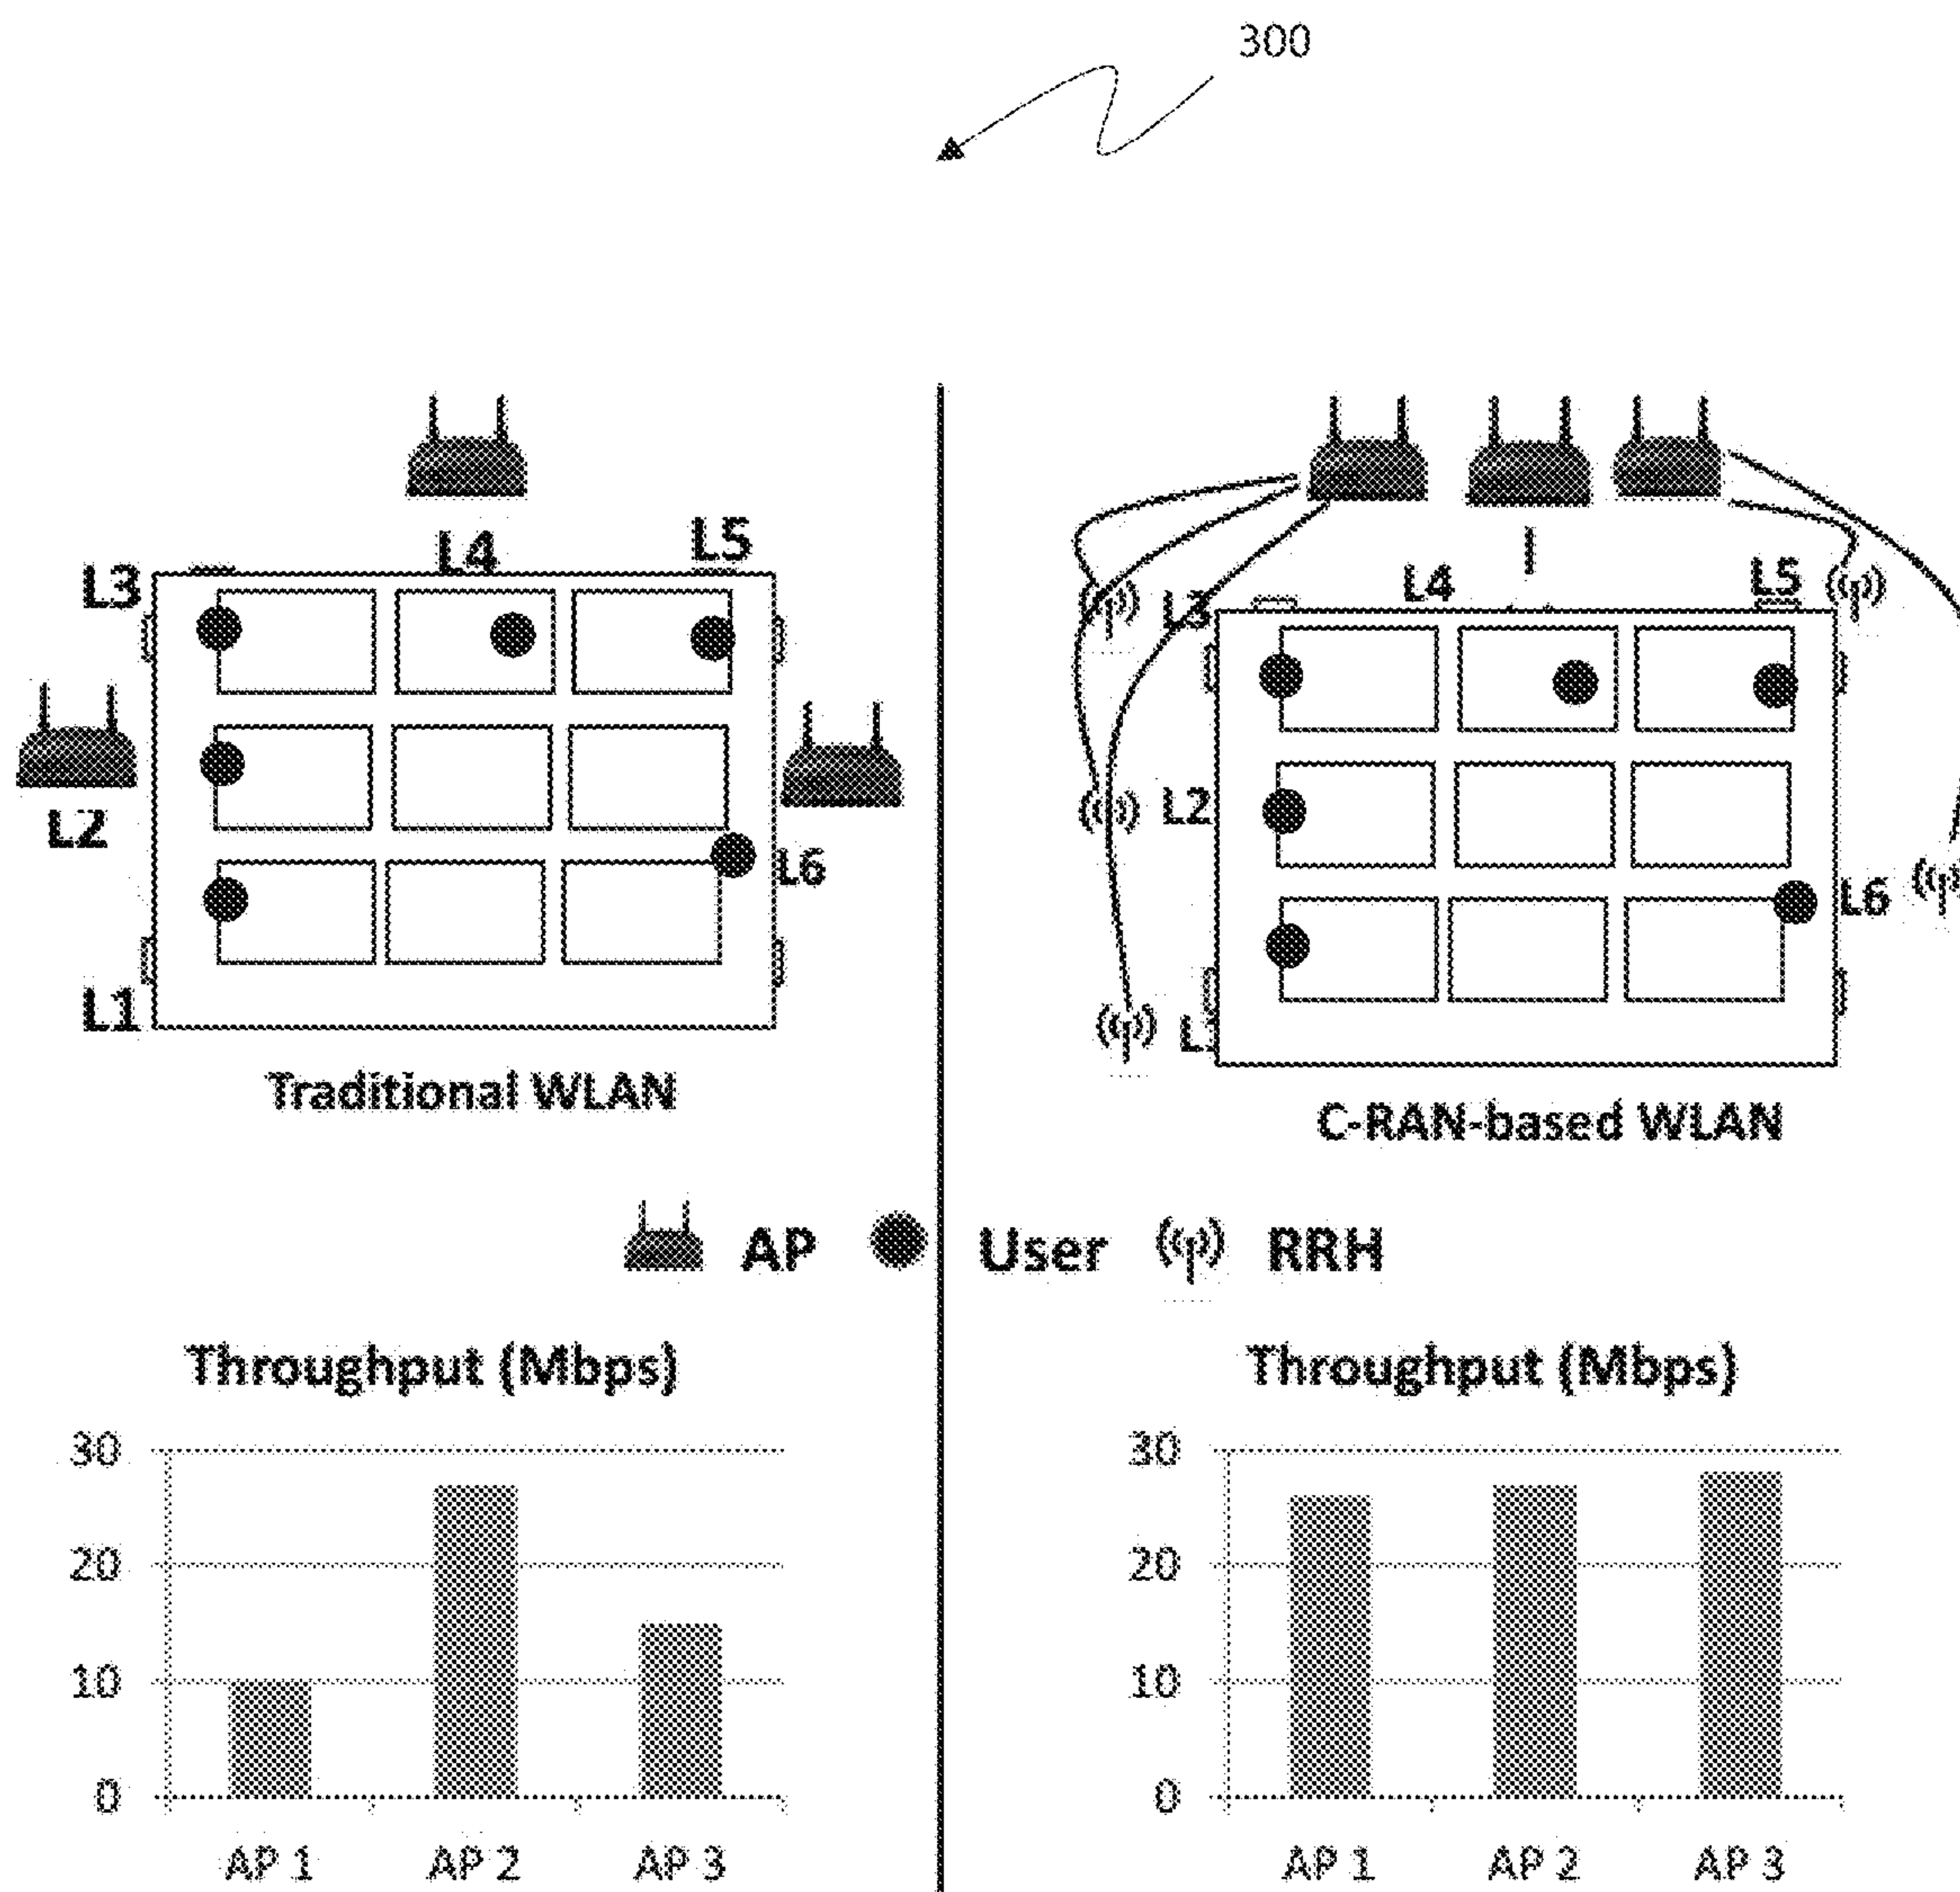 300
L4
L5
L3
L2
L6
L1
Traditional WLAN
L4
L5
L3
L2
L6
L
C-RAN-based WLAN
AP
User
RRH
Throughput (Mbps)
30
20
10
0
AP 1
AP 2
AP 3
Throughput (Mbps)
30
20
10
0
AP 1
AP 2
AP 3